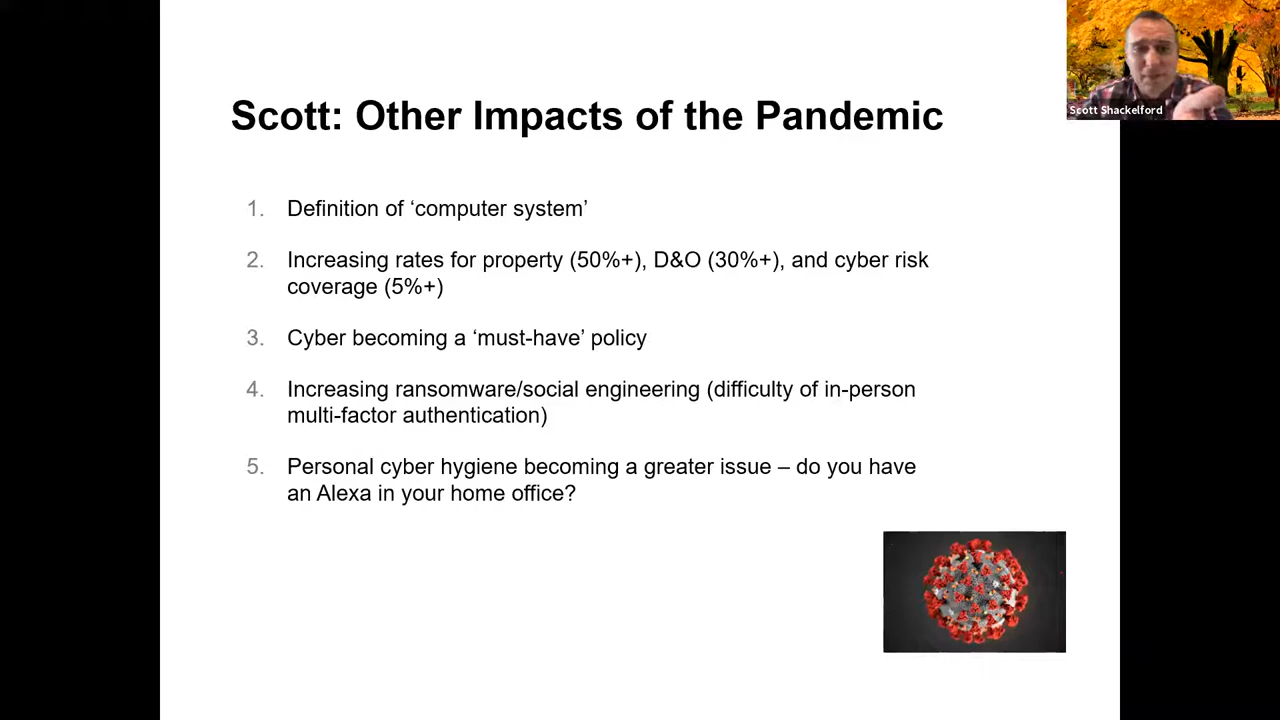 Scott: Other Impacts of the Pandemic
Scott Shackelford
1. Definition of ‘computer system’
2. Increasing rates for property (50%+), D&O (30%+), and cyber risk
coverage (5%+)
3. Cyber becoming a ‘must-have’ policy
4. Increasing ransomware/social engineering (difficulty of in-person
multi-factor authentication)
5. Personal cyber hygiene becoming a greater issue – do you have
an Alexa in your home office?